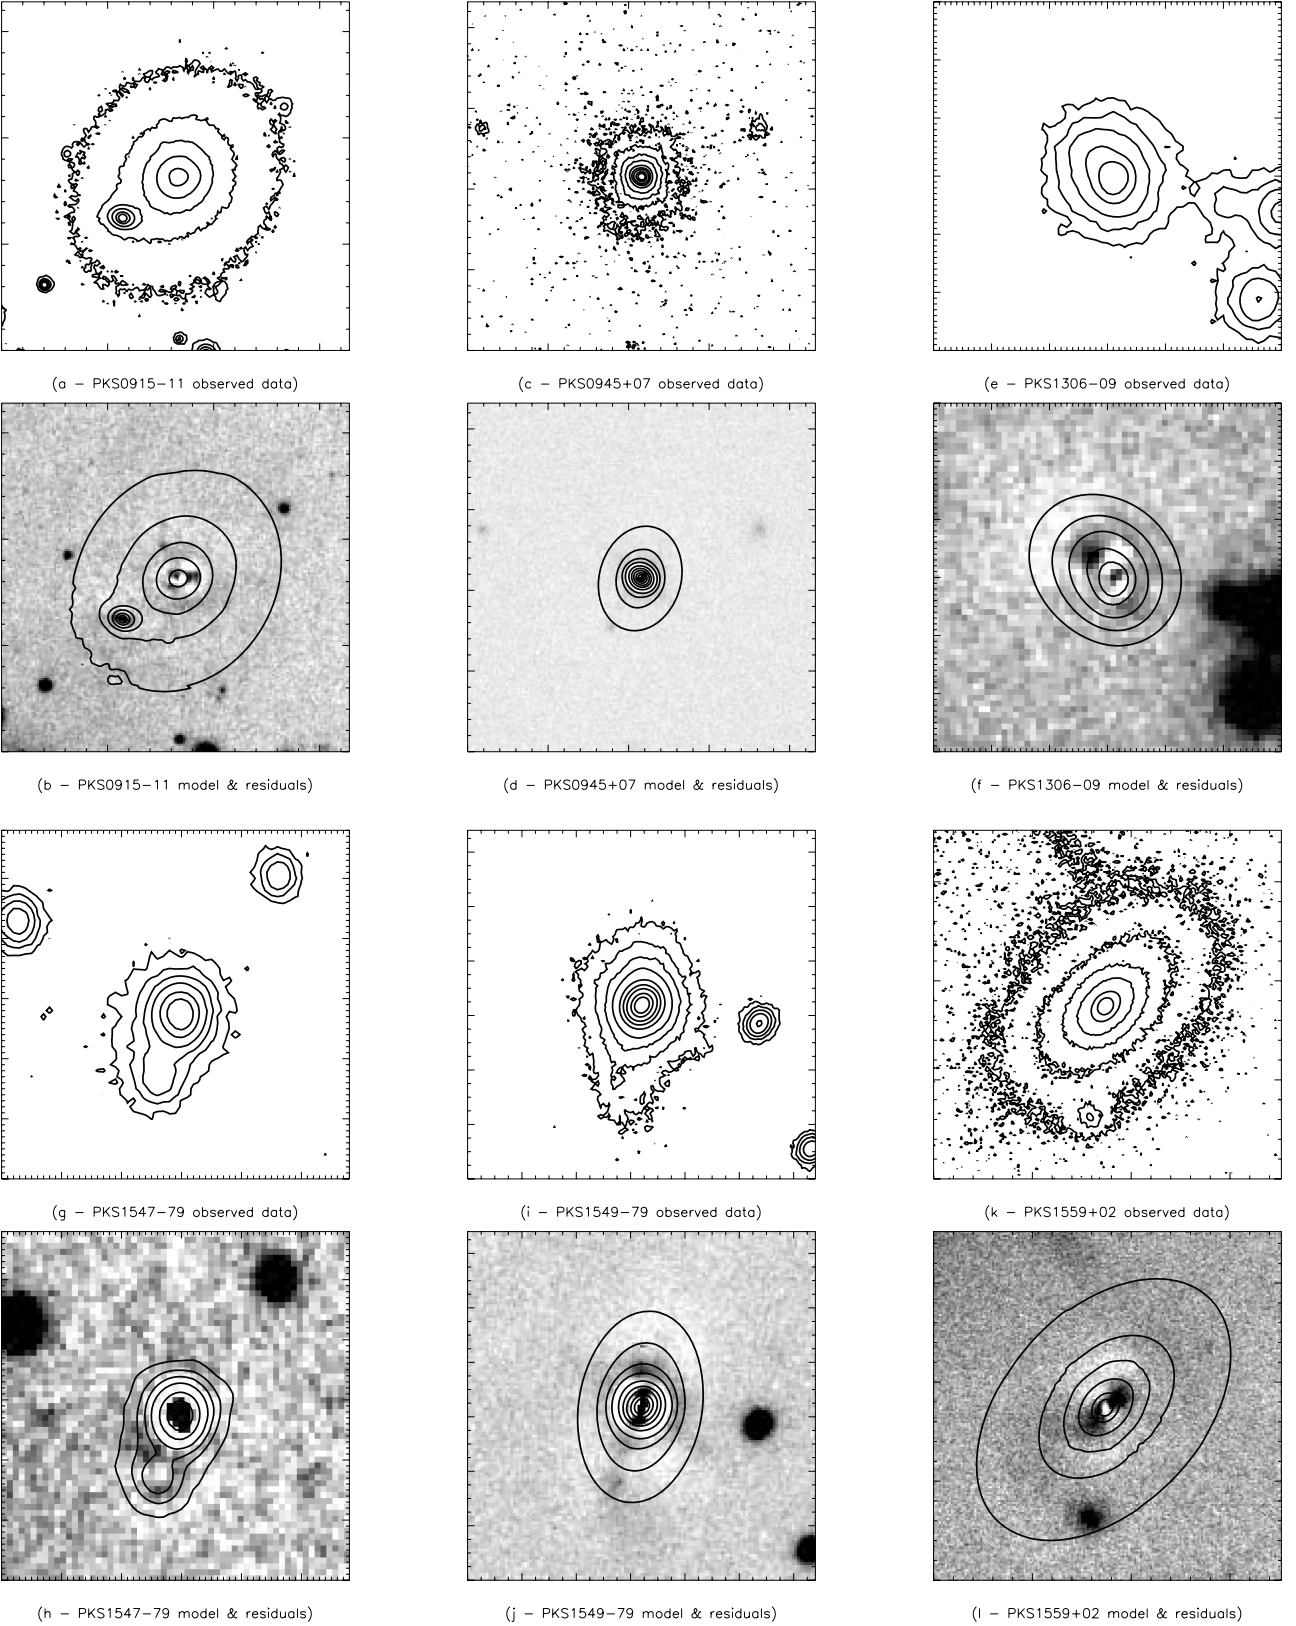 (a – PKS0915–11 observed data)
(c – PKS0945+07 observed data)
(e – PKS1306–09 observed data)
(b – PKS0915–11 model & residuals)
(d – PKS0945+07 model & residuals)
(f – PKS1306–09 model & residuals)
(g – PKS1547–79 observed data)
(i – PKS1549–79 observed data)
(k – PKS1559+02 observed data)
(h – PKS1547–79 model & residuals)
(j – PKS1549–79 model & residuals)
(l – PKS1559+02 model & residuals)